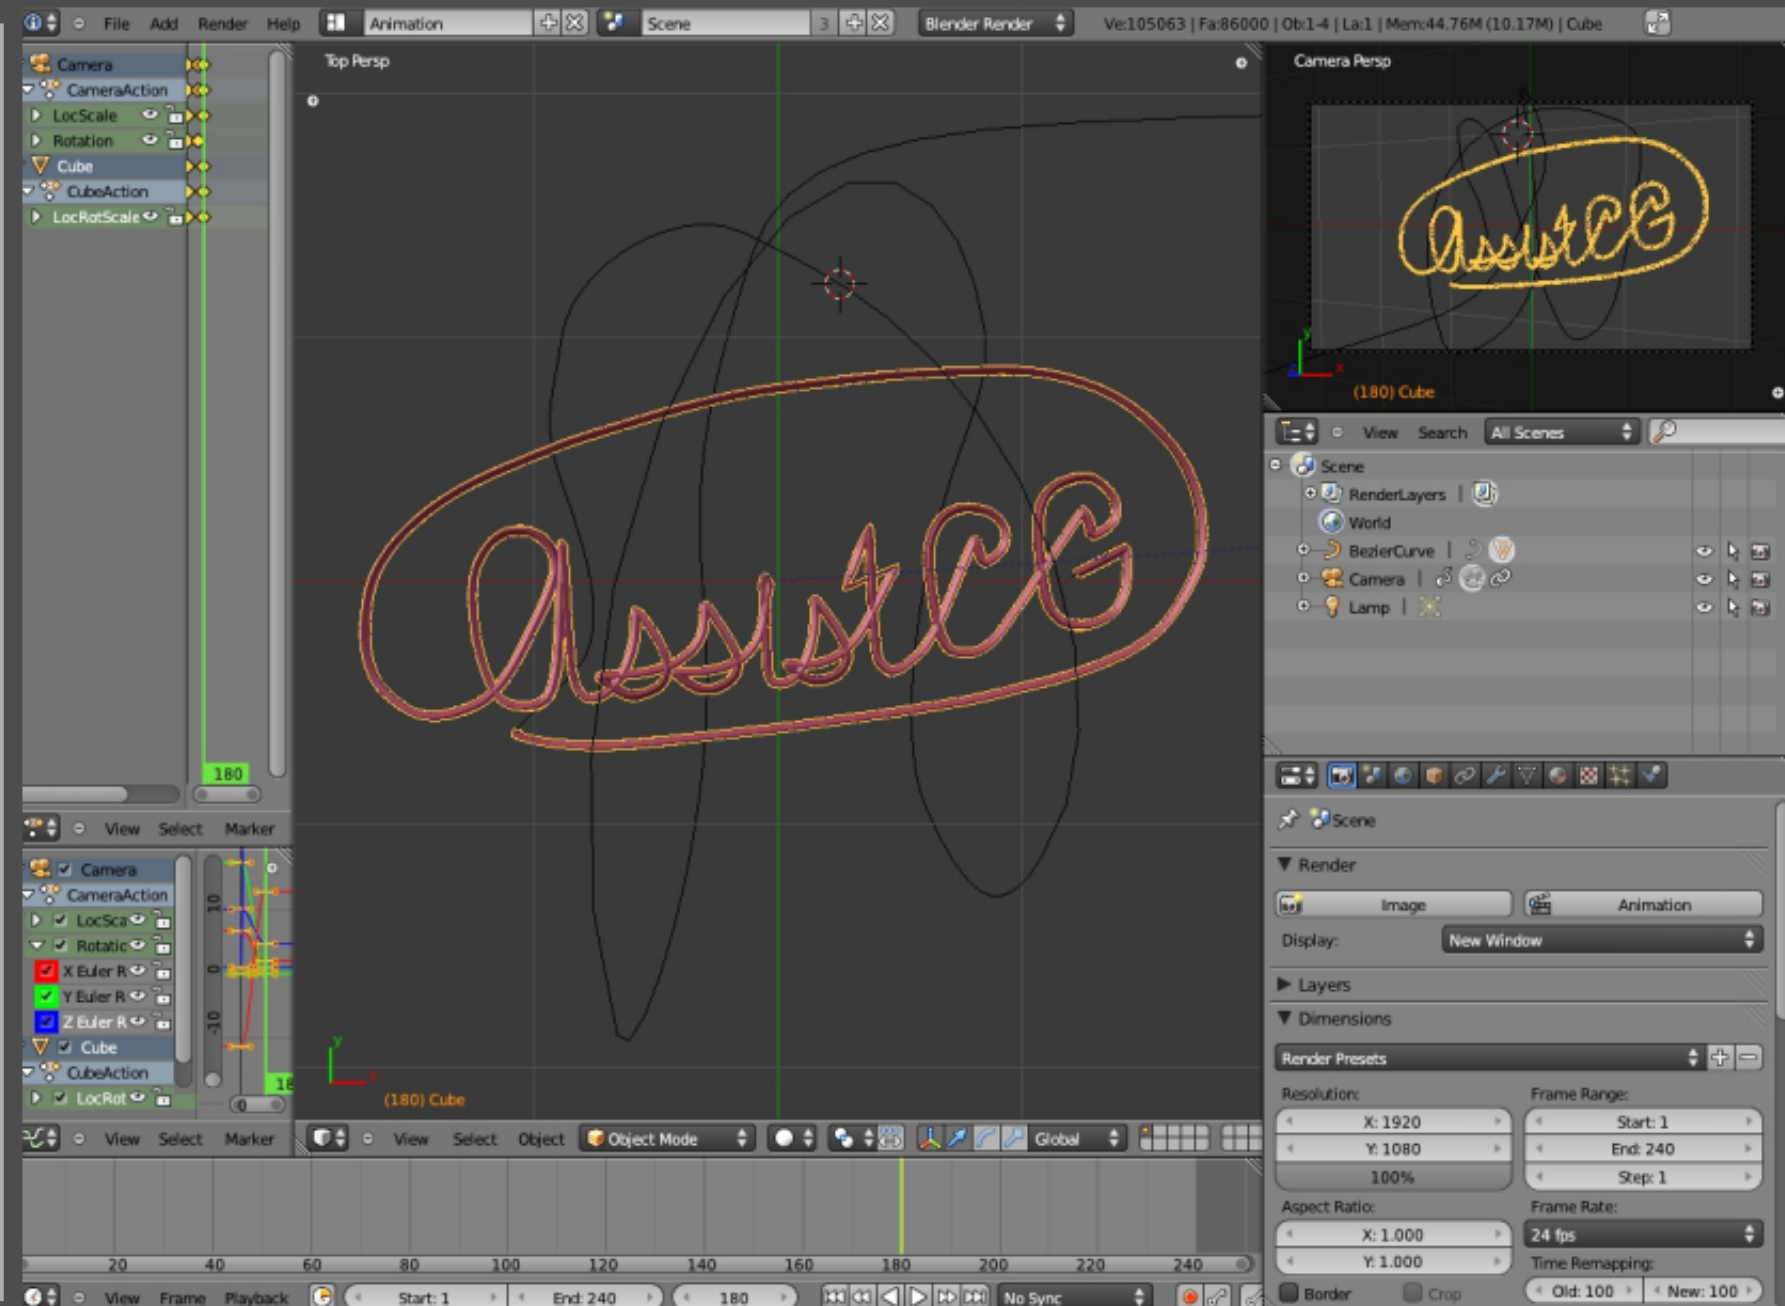 File Add Render Help Animation Scene 3 Blender Render Ve:105063 | Fa:86000 | Ob:1-4 | La:1 | Mem:44.76M (10.17M) | Cube
Camera
CameraAction
LocScale
Rotation
Cube
CubeAction
LocRotScale
180
View Select Marker
Camera
CameraAction
LocSca
Rotatic
X Euler R
Y Euler R
Z Euler R
Cube
CubeAction
LocRot
10
0
-10
18
0
View Select Marker
Top Persp
AssistCG
y
x
(180) Cube
View Select Object Object Mode Global
20 40 60 80 100 120 140 160 180 200 220 240
View Frame Playback Start: 1 End: 240 180 No Sync
Camera Persp
AssistCG
y
x
(180) Cube
View Search All Scenes
Scene
RenderLayers |
World
BezierCurve |
Camera |
Lamp |
Scene
Render
Image Animation
Display: New Window
Layers
Dimensions
Render Presets
Resolution: Frame Range:
X: 1920 Start: 1
Y: 1080 End: 240
100% Step: 1
Aspect Ratio: Frame Rate:
X: 1.000 24 fps
Y: 1.000 Time Remapping:
Border Crop Old: 100 New: 100